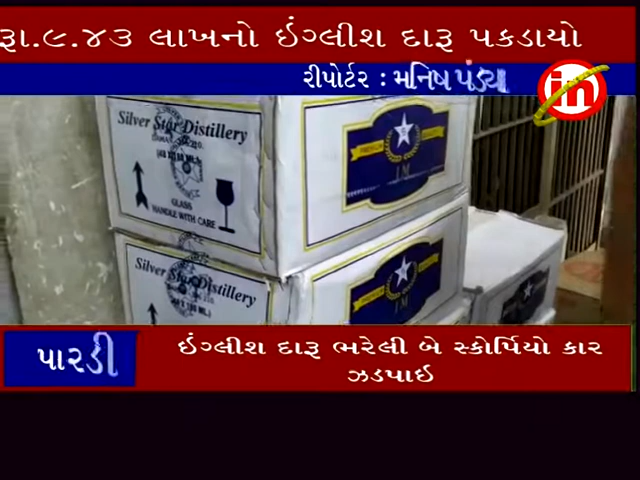 રૂા.૯.૪૩ લાખનો ઇંગ્લીશ દારૂ પકડાયો
રીપોર્ટર : મનિષ પંડ્યા
in
Silver Star Distillery
GLASS
HANDLE WITH CARE
Silver Star Distillery
પારડી
ઇંગ્લીશ દારૂ ભરેલી બે સ્કોર્પિયો કાર
ઝડપાઇ